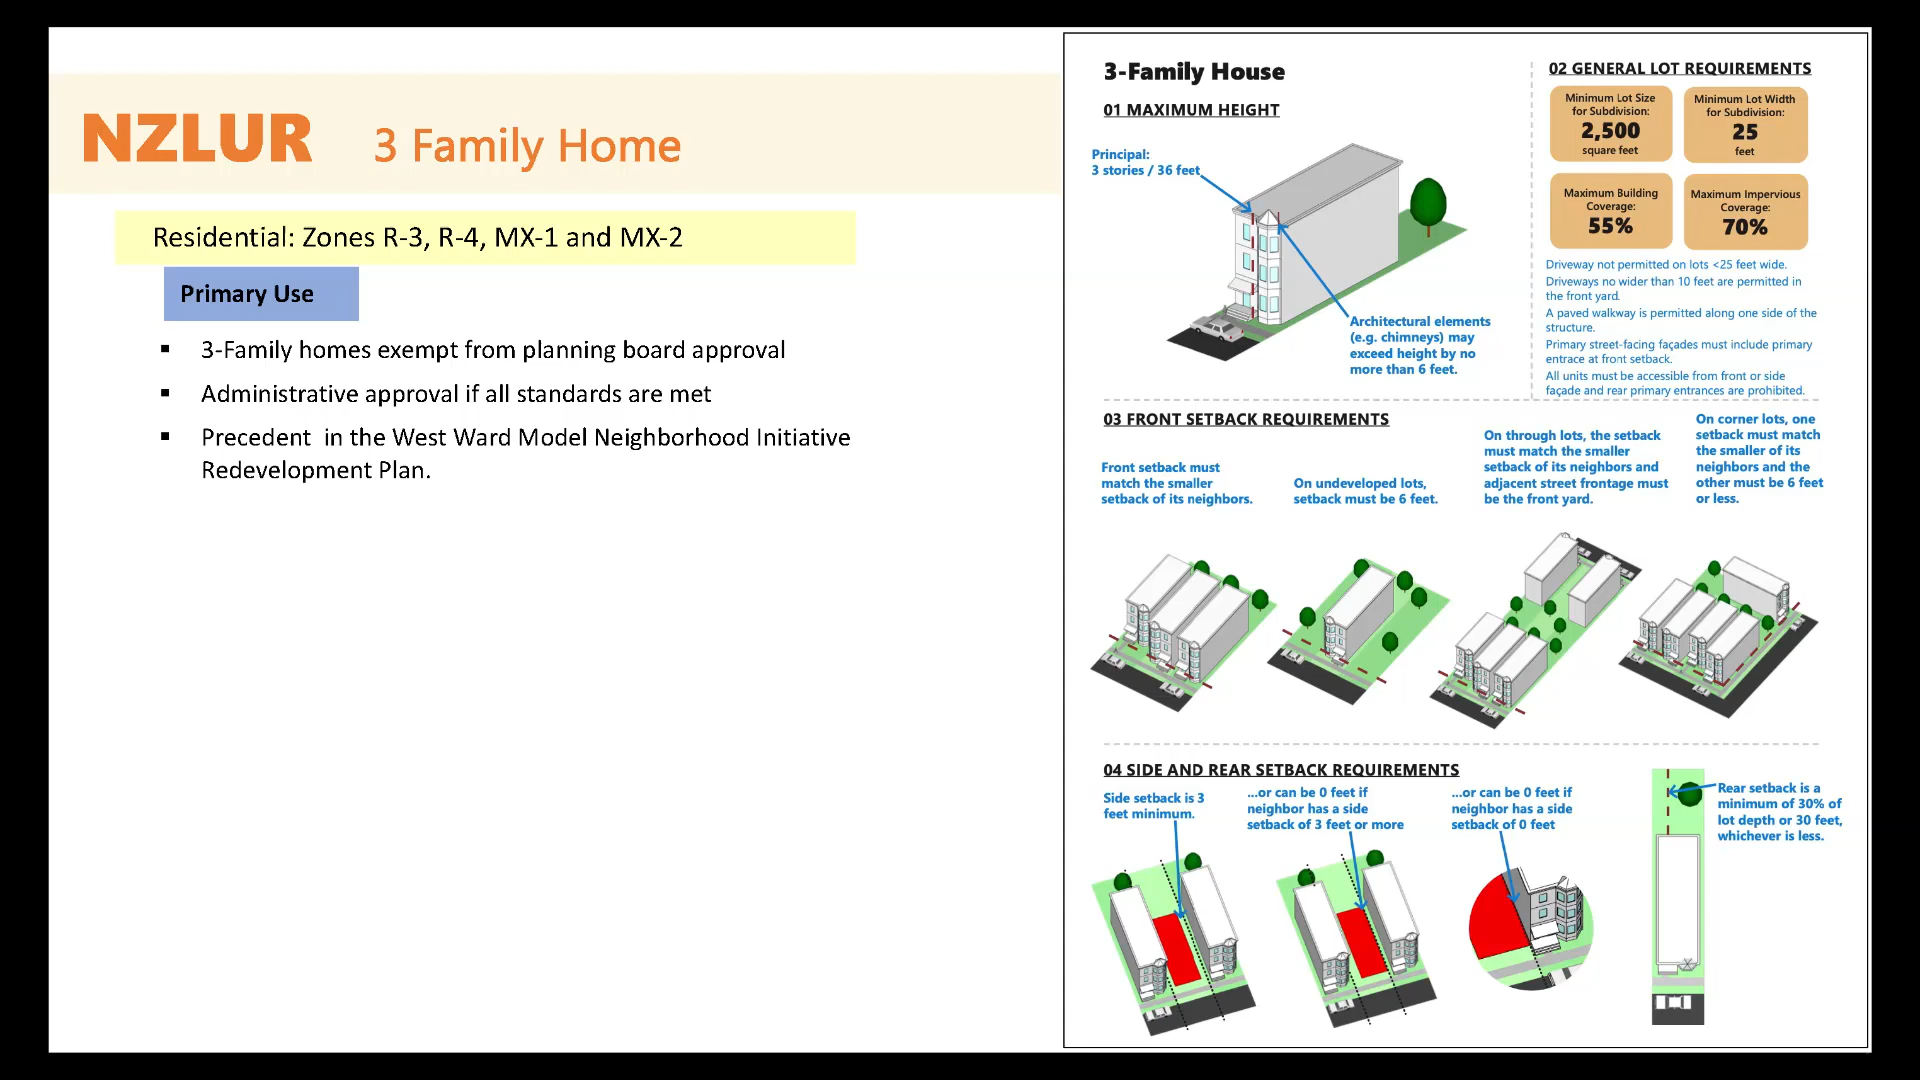 NZLUR 3 Family Home
Residential: Zones R-3, R-4, MX-1 and MX-2
Primary Use
▪ 3-Family homes exempt from planning board approval
▪ Administrative approval if all standards are met
▪ Precedent in the West Ward Model Neighborhood Initiative
Redevelopment Plan.
3-Family House
01 MAXIMUM HEIGHT
Principal:
3 stories / 36 feet
Architectural elements
(e.g. chimneys) may
exceed height by no
more than 6 feet.
02 GENERAL LOT REQUIREMENTS
Minimum Lot Size
for Subdivision:
2,500
square feet
Minimum Lot Width
for Subdivision:
25
feet
Maximum Building
Coverage:
55%
Maximum Impervious
Coverage:
70%
Driveway not permitted on lots <25 feet wide.
Driveways no wider than 10 feet are permitted in
the front yard.
A paved walkway is permitted along one side of the
structure.
Primary street-facing façades must include primary
entrace at front setback.
All units must be accessible from front or side
façade and rear primary entrances are prohibited.
03 FRONT SETBACK REQUIREMENTS
Front setback must
match the smaller
setback of its neighbors.
On undeveloped lots,
setback must be 6 feet.
On through lots, the setback
must match the smaller
setback of its neighbors and
adjacent street frontage must
be the front yard.
On corner lots, one
setback must match
the smaller of its
neighbors and the
other must be 6 feet
or less.
04 SIDE AND REAR SETBACK REQUIREMENTS
Side setback is 3
feet minimum.
...or can be 0 feet if
neighbor has a side
setback of 3 feet or more
...or can be 0 feet if
neighbor has a side
setback of 0 feet
Rear setback is a
minimum of 30% of
lot depth or 30 feet,
whichever is less.